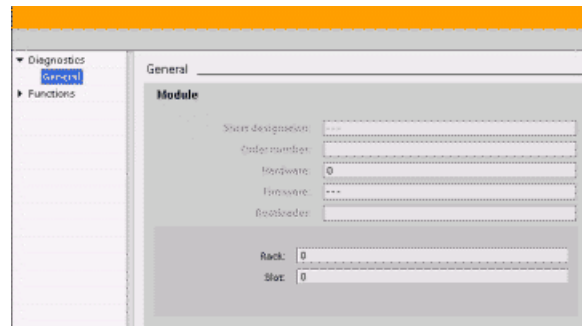 Diagnostics
General
Functions
General
Module
Short designation: ---
Order number:
Hardware: 0
Firmware: ---
Bootloader:
Rack: 0
Slot: 0